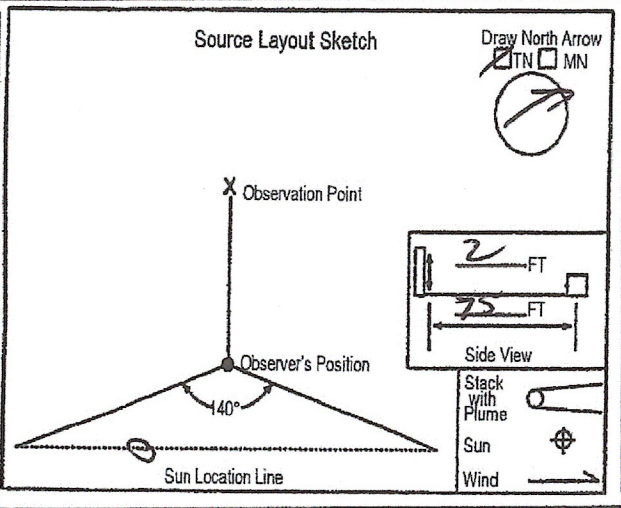 Source Layout Sketch
Draw North Arrow
TN MN
X Observation Point
2 FT
75 FT
Side View
Observer's Position
140°
Sun Location Line
Stack
with
Plume
Sun
Wind